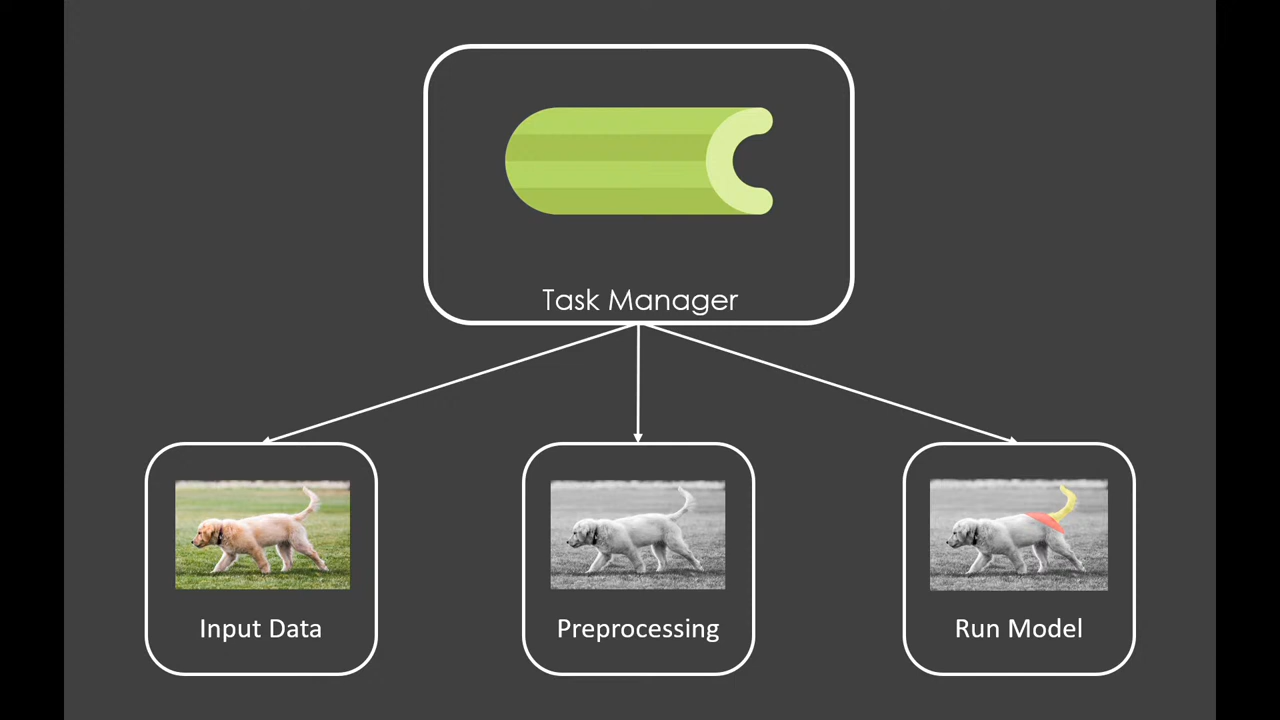 Task Manager
Input Data
Preprocessing
Run Model